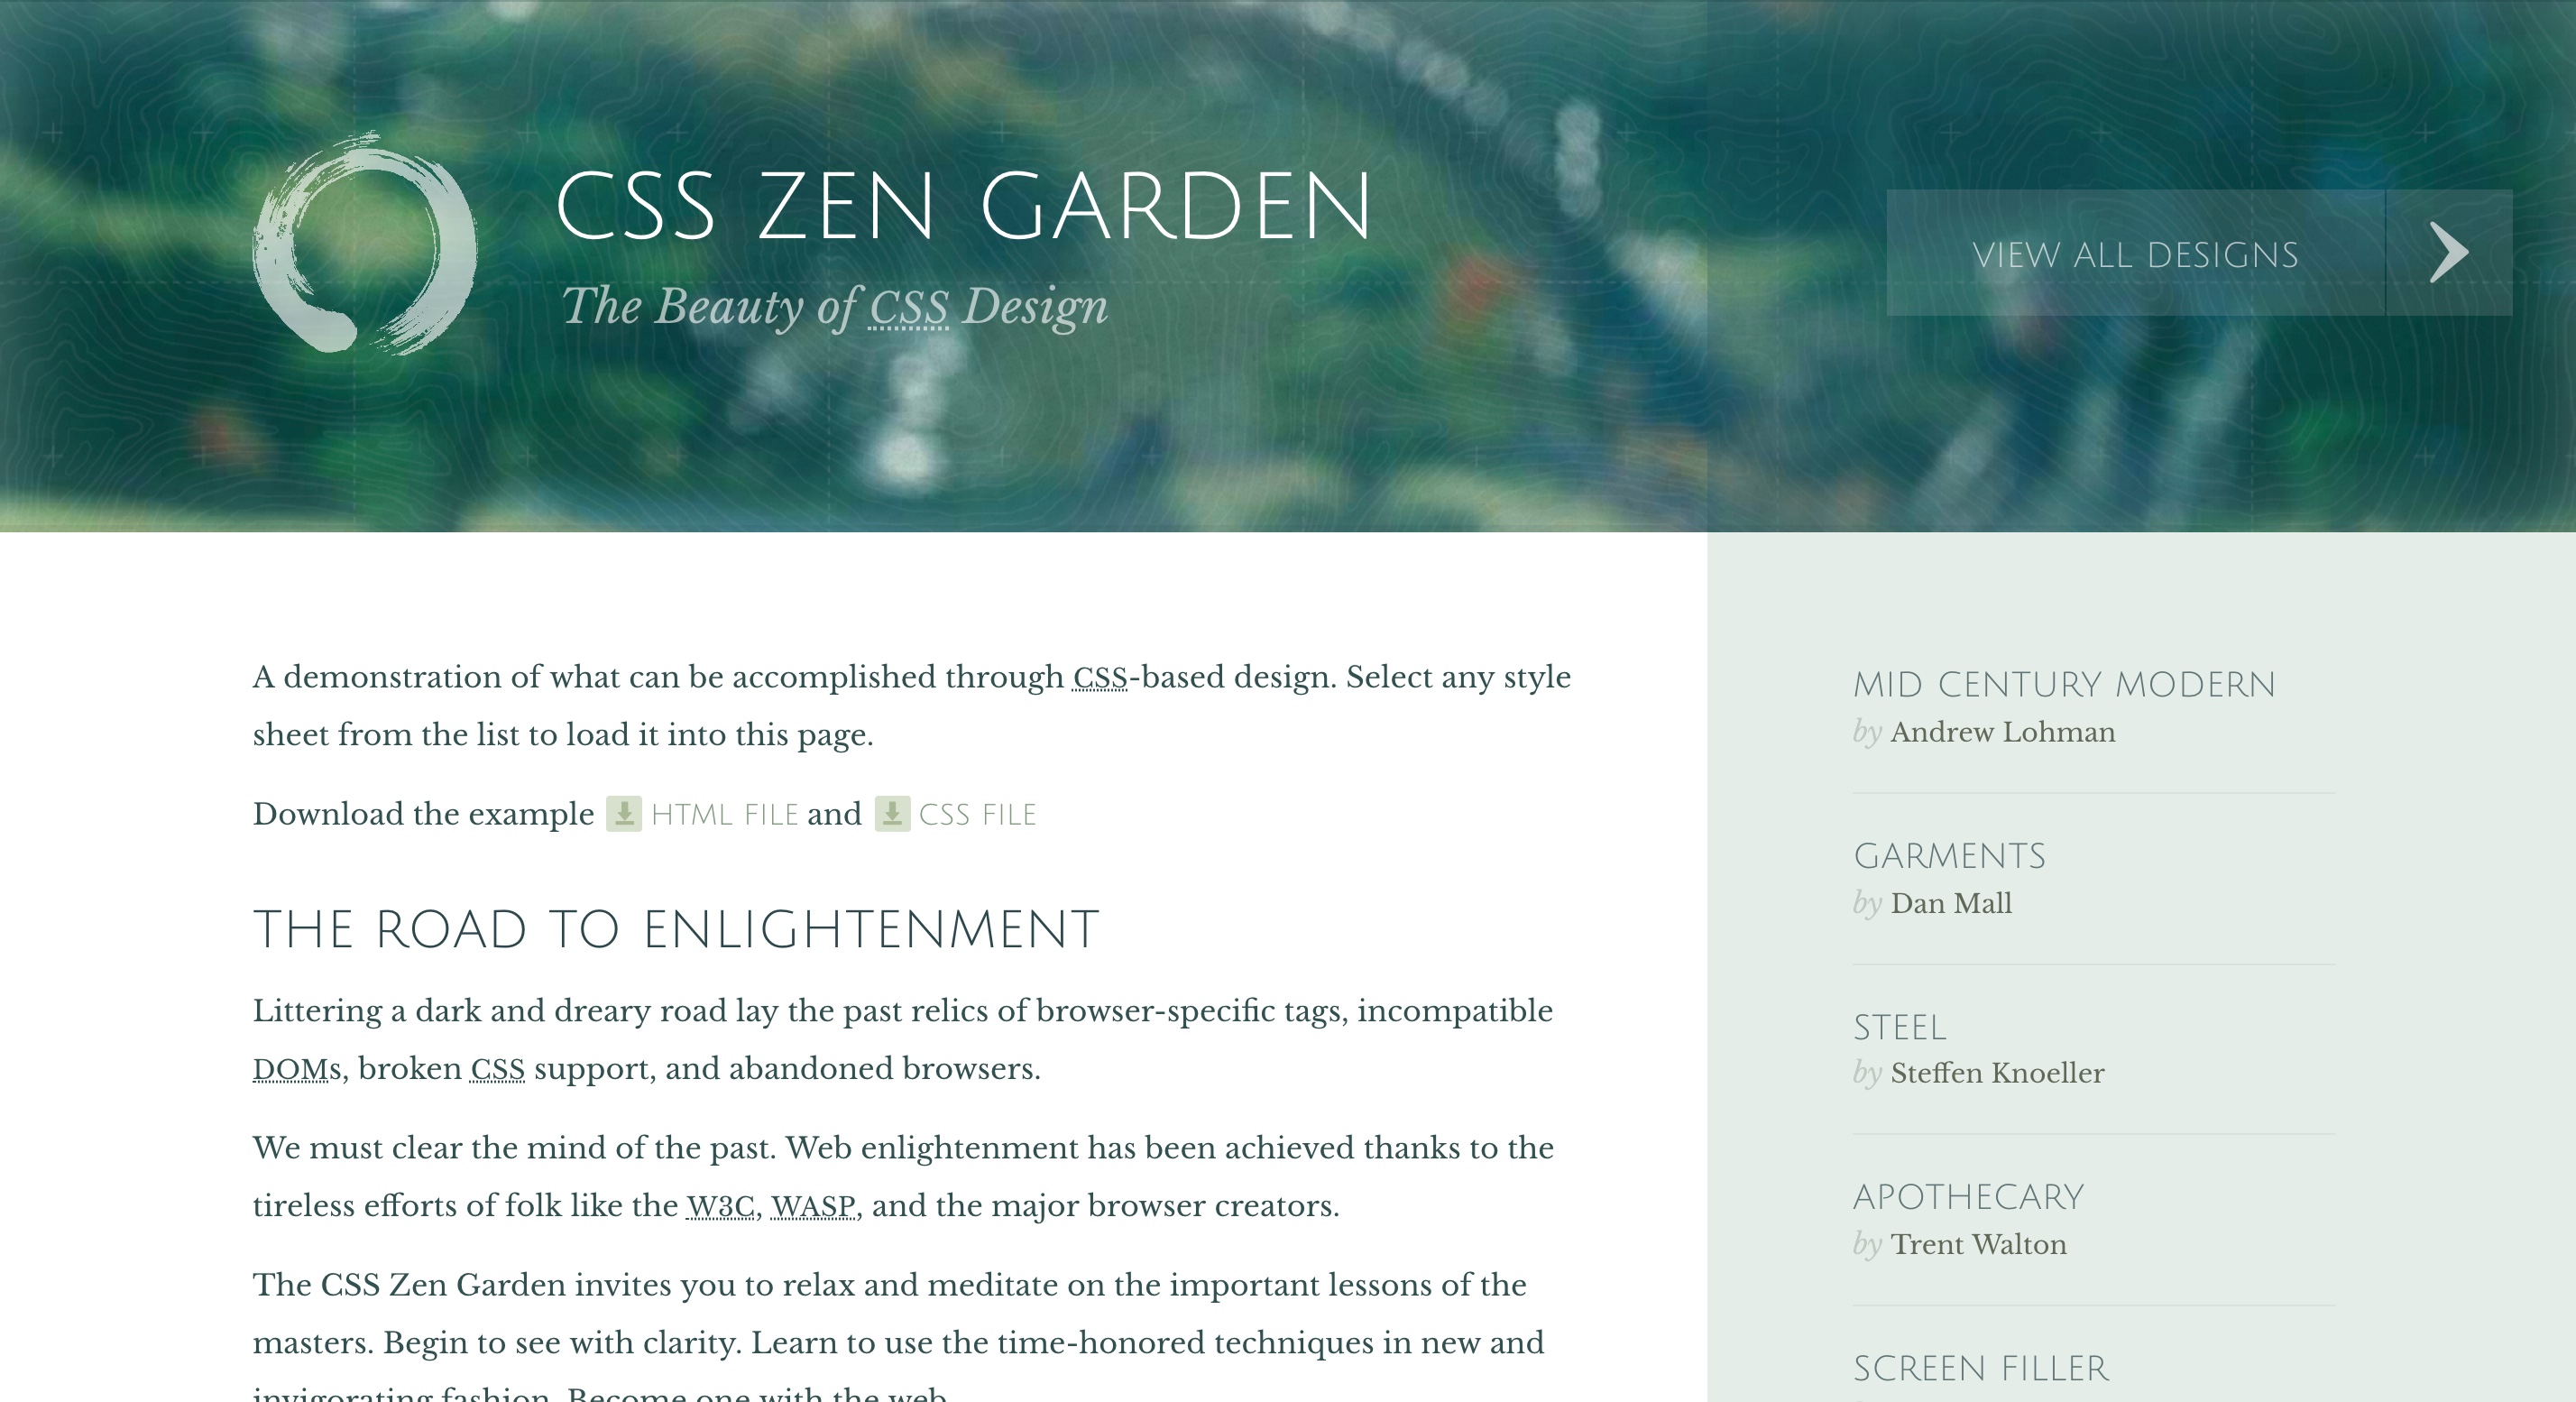 CSS ZEN GARDEN
The Beauty of CSS Design
VIEW ALL DESIGNS
A demonstration of what can be accomplished through CSS-based design. Select any style
sheet from the list to load it into this page.
Download the example HTML FILE and CSS FILE
THE ROAD TO ENLIGHTENMENT
Littering a dark and dreary road lay the past relics of browser-specific tags, incompatible
DOMs, broken CSS support, and abandoned browsers.
We must clear the mind of the past. Web enlightenment has been achieved thanks to the
tireless efforts of folk like the W3C, WASP, and the major browser creators.
The CSS Zen Garden invites you to relax and meditate on the important lessons of the
masters. Begin to see with clarity. Learn to use the time-honored techniques in new and
invigorating fashion. Become one with the web.
MID CENTURY MODERN
by Andrew Lohman
GARMENTS
by Dan Mall
STEEL
by Steffen Knoeller
APOTHECARY
by Trent Walton
SCREEN FILLER